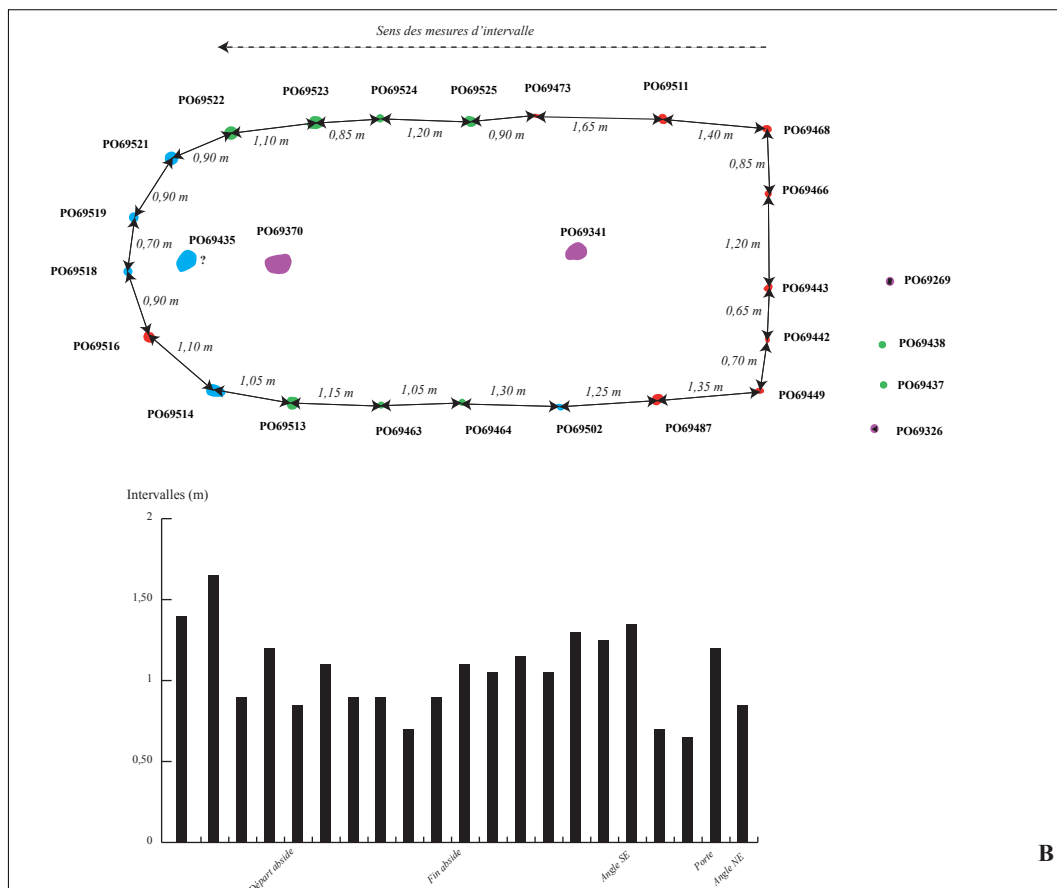 Sens des mesures d'intervalle
PO69522
PO69523
PO69524
PO69525
PO69473
PO69511
PO69521
PO69468
1,10 m
0,85 m
1,20 m
0,90 m
1,65 m
1,40 m
0,90 m
0,85 m
PO69466
0,90 m
PO69519
PO69435
PO69370
PO69341
0,70 m
?
1,20 m
PO69518
PO69269
PO69443
0,90 m
0,65 m
PO69442
PO69438
PO69516
1,10 m
0,70 m
PO69437
1,05 m
1,15 m
1,05 m
1,30 m
1,25 m
1,35 m
PO69449
PO69514
PO69513
PO69463
PO69464
PO69502
PO69487
PO69326
Intervalles (m)
2
1,50
1
0,50
0
Départ abside
Fin abside
Angle SE
Porte
Angle NE
B